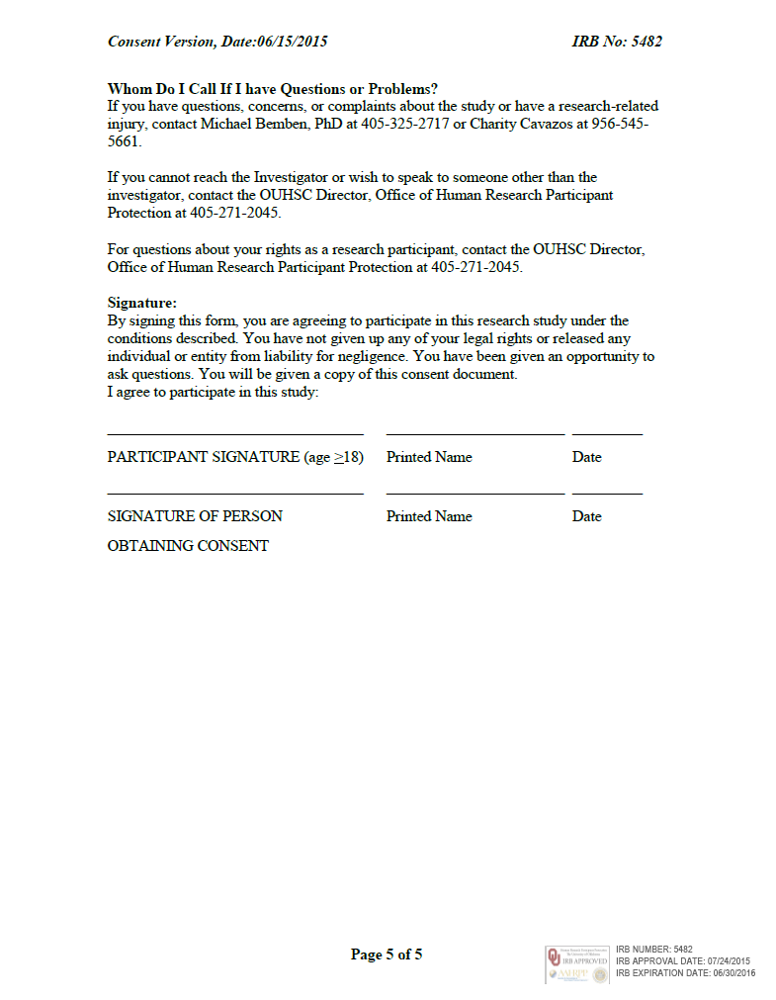 Consent Version, Date:06/15/2015 IRB No: 5482
Whom Do I Call If I have Questions or Problems?
If you have questions, concerns, or complaints about the study or have a research-related
injury, contact Michael Bemben, PhD at 405-325-2717 or Charity Cavazos at 956-545-
5661.
If you cannot reach the Investigator or wish to speak to someone other than the
investigator, contact the OUHSC Director, Office of Human Research Participant
Protection at 405-271-2045.
For questions about your rights as a research participant, contact the OUHSC Director,
Office of Human Research Participant Protection at 405-271-2045.
Signature:
By signing this form, you are agreeing to participate in this research study under the
conditions described. You have not given up any of your legal rights or released any
individual or entity from liability for negligence. You have been given an opportunity to
ask questions. You will be given a copy of this consent document.
I agree to participate in this study:
PARTICIPANT SIGNATURE (age ≥18) Printed Name Date
SIGNATURE OF PERSON Printed Name Date
OBTAINING CONSENT
Page 5 of 5
IRB APPROVED
AAHRPP
IRB NUMBER: 5482
IRB APPROVAL DATE: 07/24/2015
IRB EXPIRATION DATE: 06/30/2016